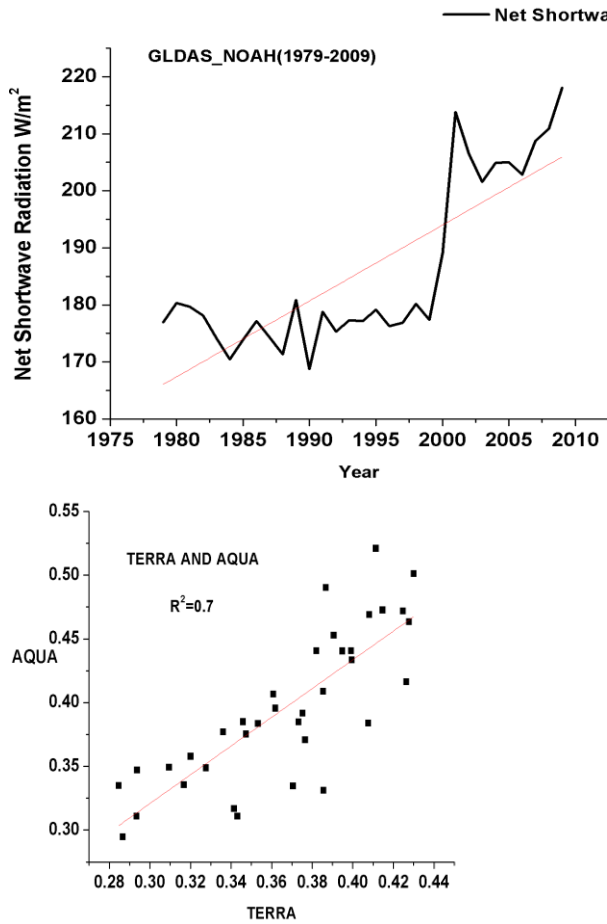 Net Shortwa
GLDAS_NOAH(1979-2009)
Net Shortwave Radiation W/m²
220
210
200
190
180
170
160
1975 1980 1985 1990 1995 2000 2005 2010
Year
TERRA AND AQUA
R²=0.7
AQUA
0.55
0.50
0.45
0.40
0.35
0.30
0.28 0.30 0.32 0.34 0.36 0.38 0.40 0.42 0.44
TERRA